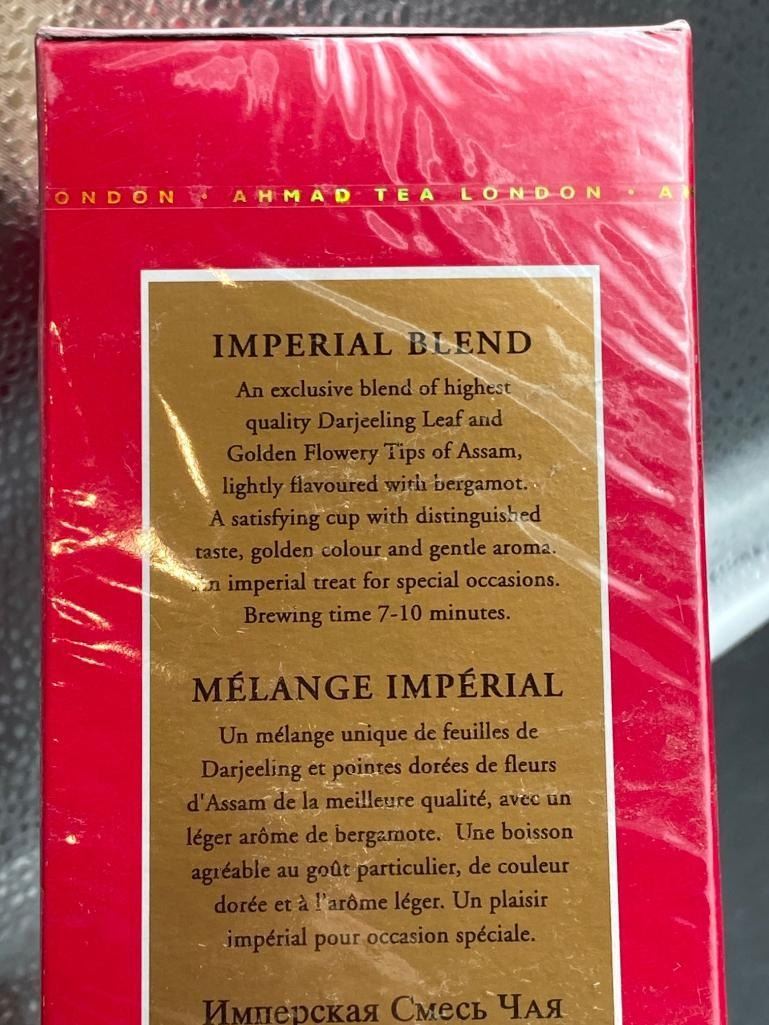 ONDON • AHMAD TEA LONDON • A
IMPERIAL BLEND
An exclusive blend of highest
quality Darjeeling Leaf and
Golden Flowery Tips of Assam,
lightly flavoured with bergamot.
A satisfying cup with distinguished
taste, golden colour and gentle aroma.
An imperial treat for special occasions.
Brewing time 7-10 minutes.
MÉLANGE IMPÉRIAL
Un mélange unique de feuilles de
Darjeeling et pointes dorées de fleurs
d'Assam de la meilleure qualité, avec un
léger arôme de bergamote. Une boisson
agréable au goût particulier, de couleur
dorée et à l'arôme léger. Un plaisir
impérial pour occasion spéciale.
Имперская Смесь Чая